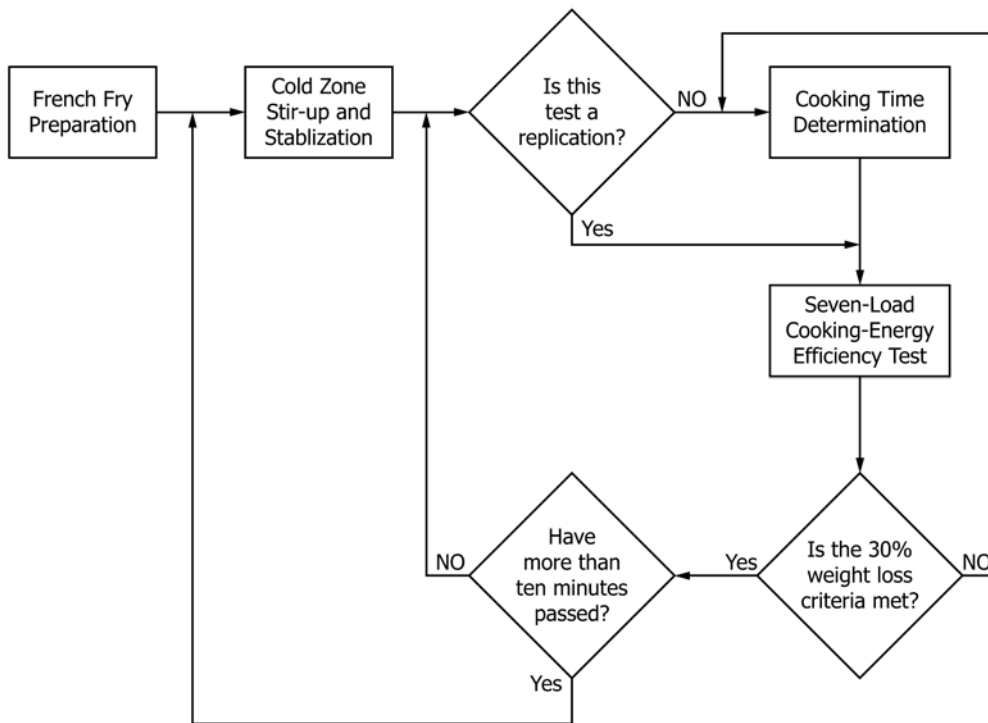 French Fry
Preparation
Cold Zone
Stir-up and
Stablization
Is this
test a
replication?
NO
Yes
Cooking Time
Determination
Seven-Load
Cooking-Energy
Efficiency Test
Is the 30%
weight loss
criteria met?
NO
Yes
Have
more than
ten minutes
passed?
NO
Yes